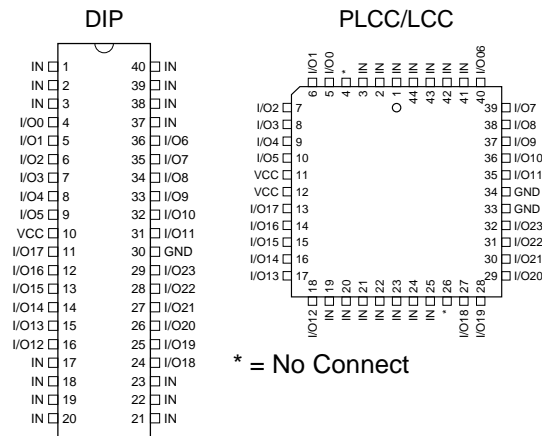 DIP
IN 1 40 IN
IN 2 39 IN
IN 3 38 IN
I/O0 4 37 IN
I/O1 5 36 I/O6
I/O2 6 35 I/O7
I/O3 7 34 I/O8
I/O4 8 33 I/O9
I/O5 9 32 I/O10
VCC 10 31 I/O11
I/O17 11 30 GND
I/O16 12 29 I/O23
I/O15 13 28 I/O22
I/O14 14 27 I/O21
I/O13 15 26 I/O20
I/O12 16 25 I/O19
IN 17 24 I/O18
IN 18 23 IN
IN 19 22 IN
IN 20 21 IN
PLCC/LCC
I/O1 I/O0 * IN IN IN IN IN IN IN I/O06
6 5 4 3 2 1 44 43 42 41 40
I/O2 7 39 I/O7
I/O3 8 38 I/O8
I/O4 9 37 I/O9
I/O5 10 36 I/O10
VCC 11 35 I/O11
VCC 12 34 GND
I/O17 13 33 GND
I/O16 14 32 I/O23
I/O15 15 31 I/O22
I/O14 16 30 I/O21
I/O13 17 29 I/O20
18 19 20 21 22 23 24 25 26 27 28
I/O12 IN IN IN IN IN IN IN * I/O18 I/O19
* = No Connect